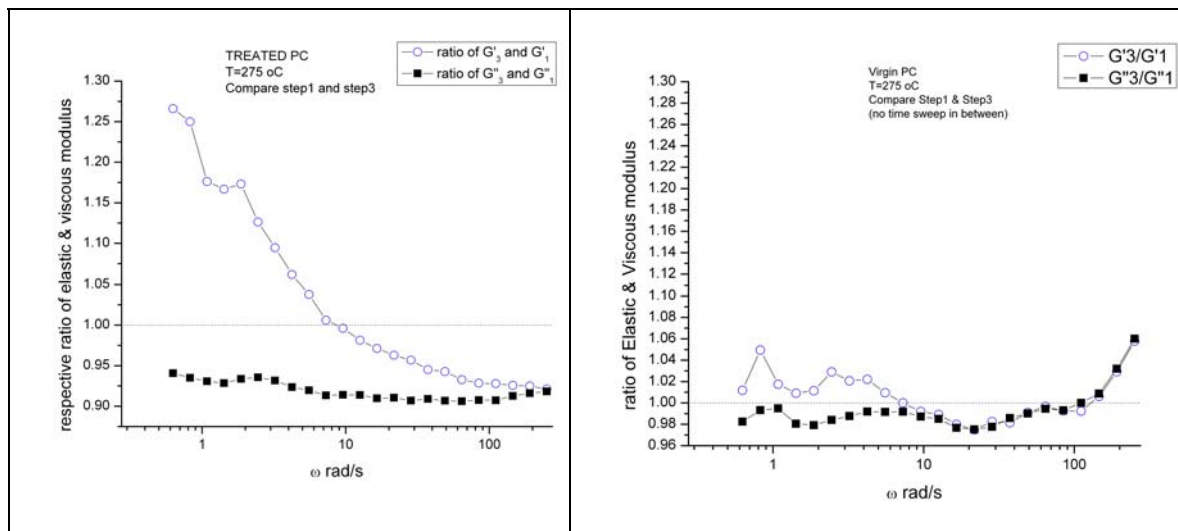 TREATED PC
T=275 oC
Compare step1 and step3
ratio of G'3 and G'1
ratio of G"3 and G"1
respective ratio of elastic & viscous modulus
1.30
1.25
1.20
1.15
1.10
1.05
1.00
0.95
0.90
1
10
100
ω rad/s
Virgin PC
T=275 oC
Compare Step1 & Step3
(no time sweep in between)
G'3/G'1
G"3/G"1
ratio of Elastic & Viscous modulus
1.30
1.28
1.26
1.24
1.22
1.20
1.18
1.16
1.14
1.12
1.10
1.08
1.06
1.04
1.02
1.00
0.98
0.96
1
10
100
ω rad/s